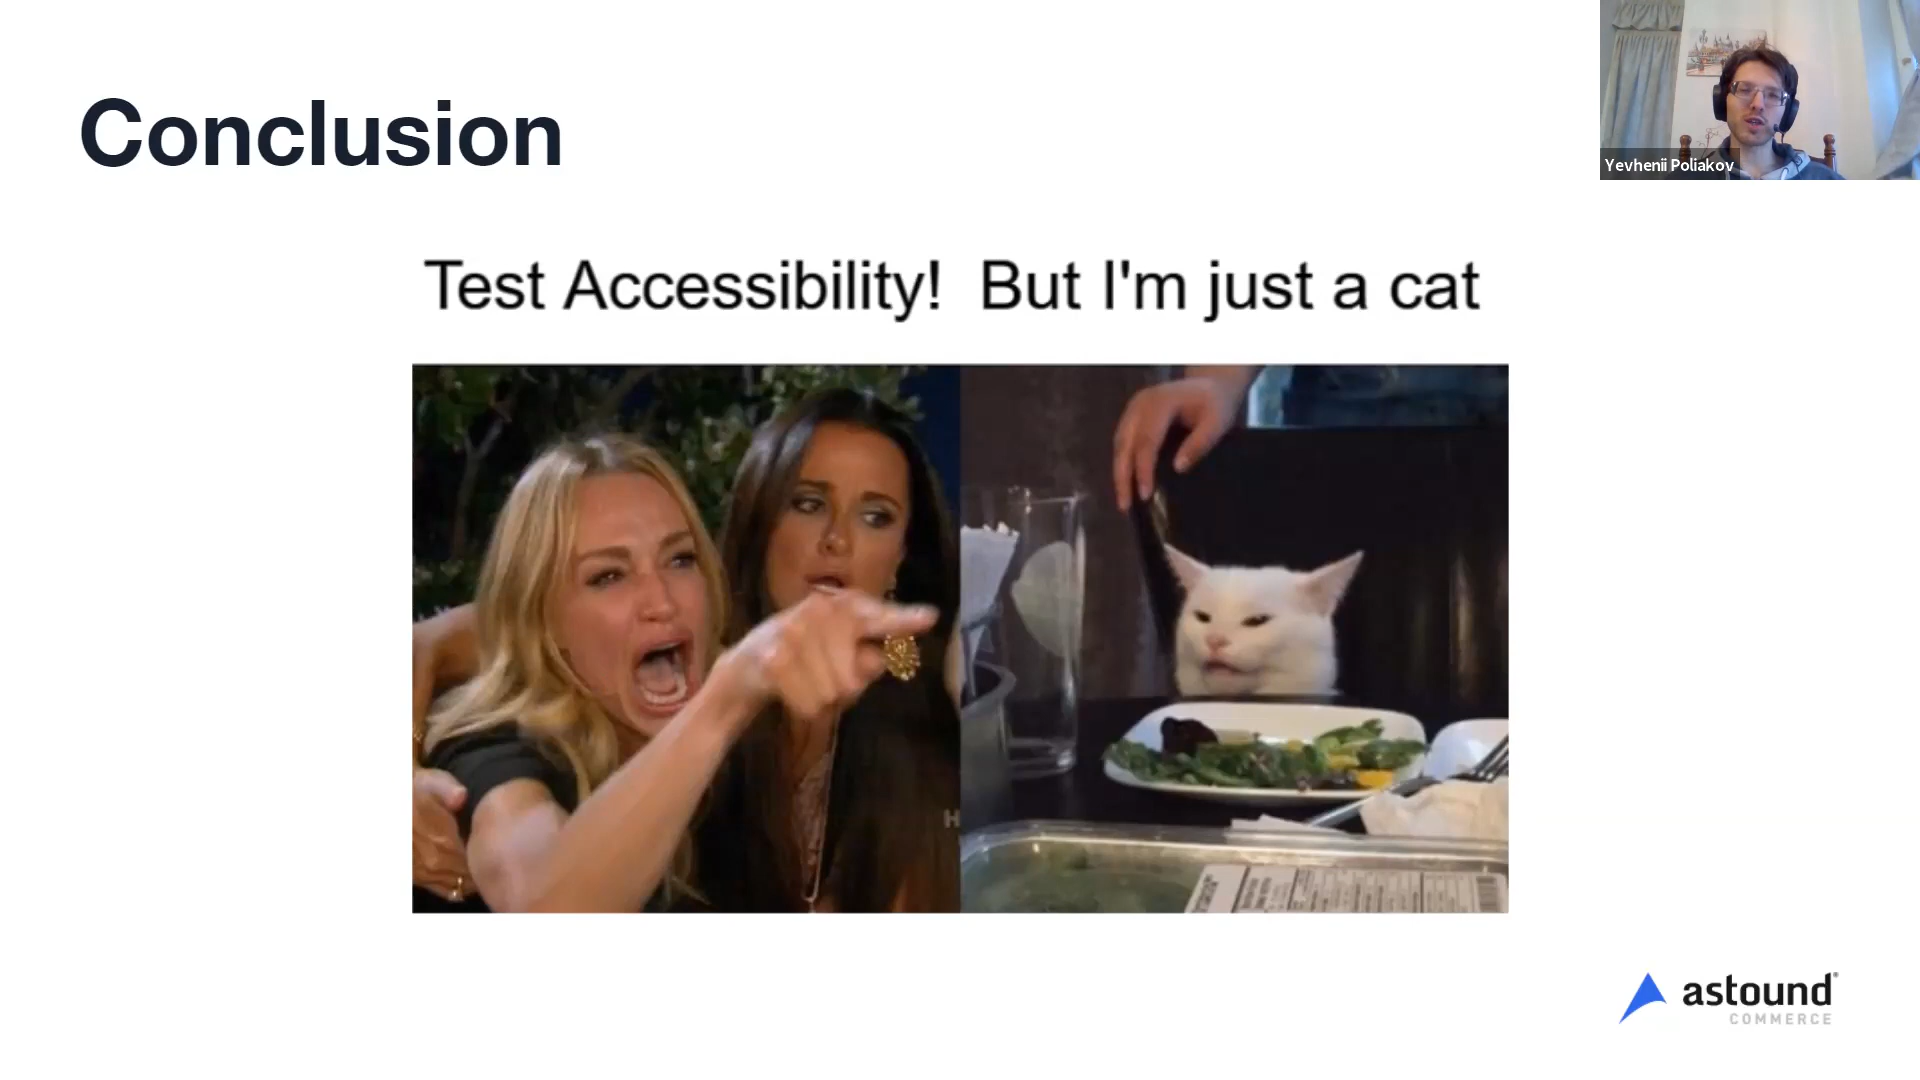 Conclusion
Yevhenii Poliakov
Test Accessibility! But I'm just a cat
H
astound®
COMMERCE